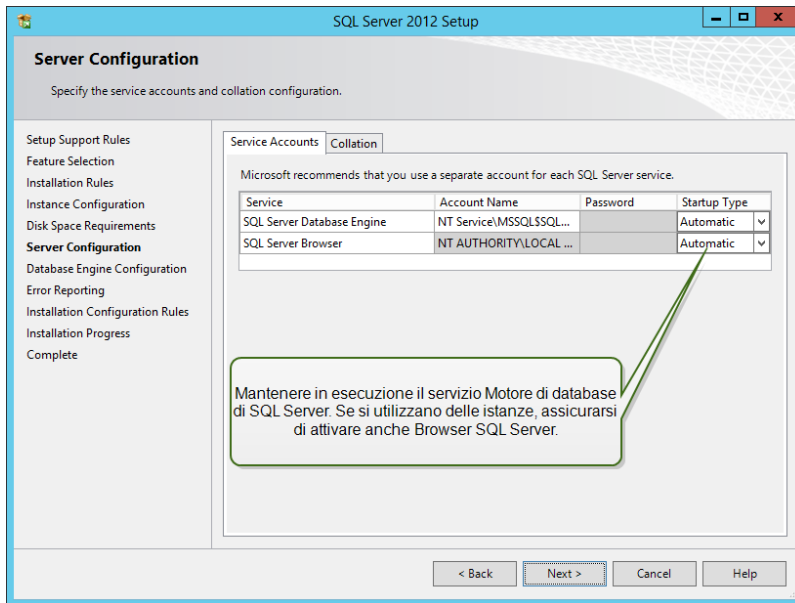 SQL Server 2012 Setup
Server Configuration
Specify the service accounts and collation configuration.
Setup Support Rules
Feature Selection
Installation Rules
Instance Configuration
Disk Space Requirements
Server Configuration
Database Engine Configuration
Error Reporting
Installation Configuration Rules
Installation Progress
Complete
Service Accounts Collation
Microsoft recommends that you use a separate account for each SQL Server service.
Service Account Name Password Startup Type
SQL Server Database Engine NT Service\MSSQL$SQL... Automatic
SQL Server Browser NT AUTHORITY\LOCAL ... Automatic
Mantenere in esecuzione il servizio Motore di database
di SQL Server. Se si utilizzano delle istanze, assicurarsi
di attivare anche Browser SQL Server.
< Back Next > Cancel Help